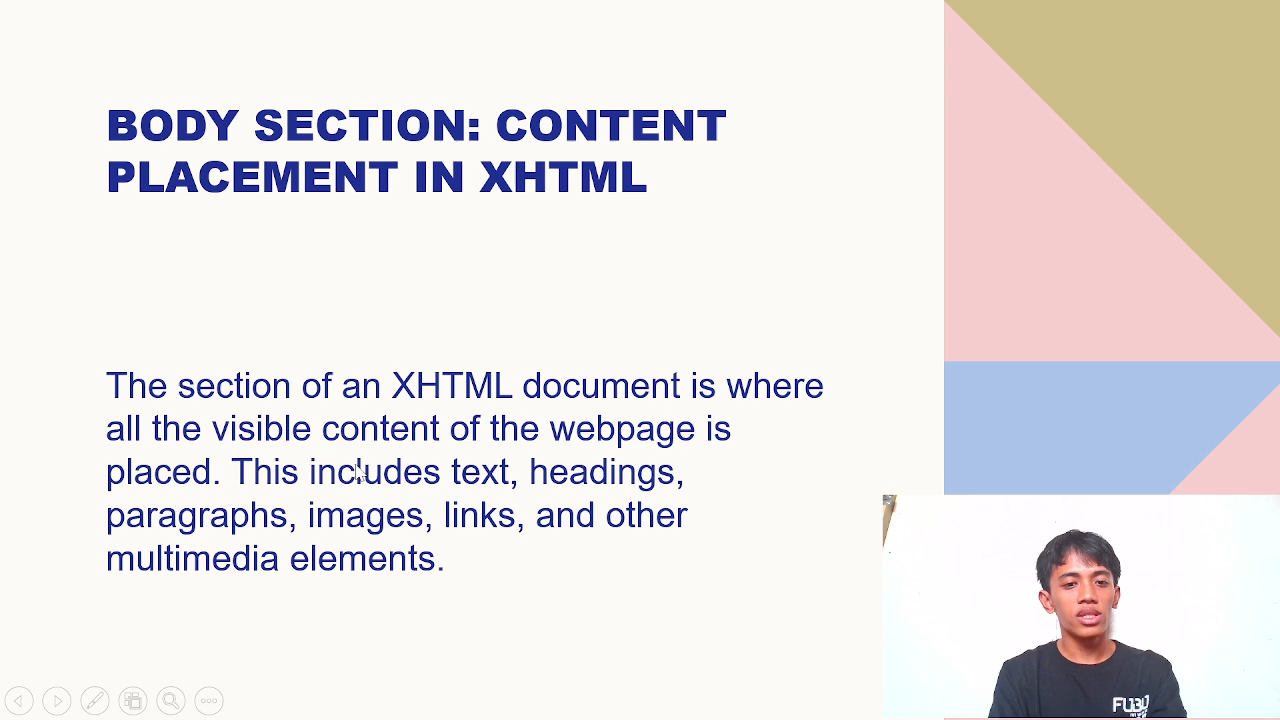 BODY SECTION: CONTENT
PLACEMENT IN XHTML
The section of an XHTML document is where
all the visible content of the webpage is
placed. This includes text, headings,
paragraphs, images, links, and other
multimedia elements.